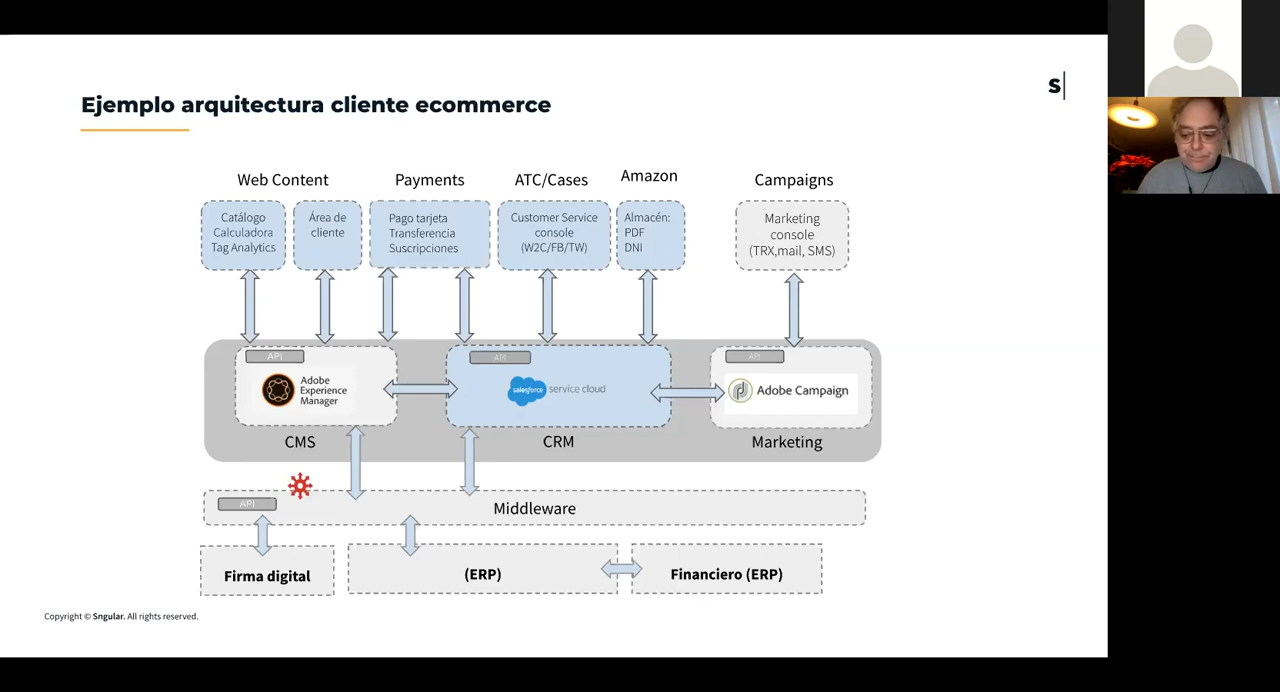 Ejemplo arquitectura cliente ecommerce
s|
Web Content
Payments
ATC/Cases
Amazon
Campaigns
Catálogo
Calculadora
Tag Analytics
Área de
cliente
Pago tarjeta
Transferencia
Suscripciones
Customer Service
console
(W2C/FB/TW)
Almacén:
PDF
DNI
Marketing
console
(TRX,mail, SMS)
API
Adobe
Experience
Manager
API
salesforce
service cloud
API
Adobe Campaign
CMS
CRM
Marketing
API
Middleware
Firma digital
(ERP)
Financiero (ERP)
Copyright © Sngular. All rights reserved.